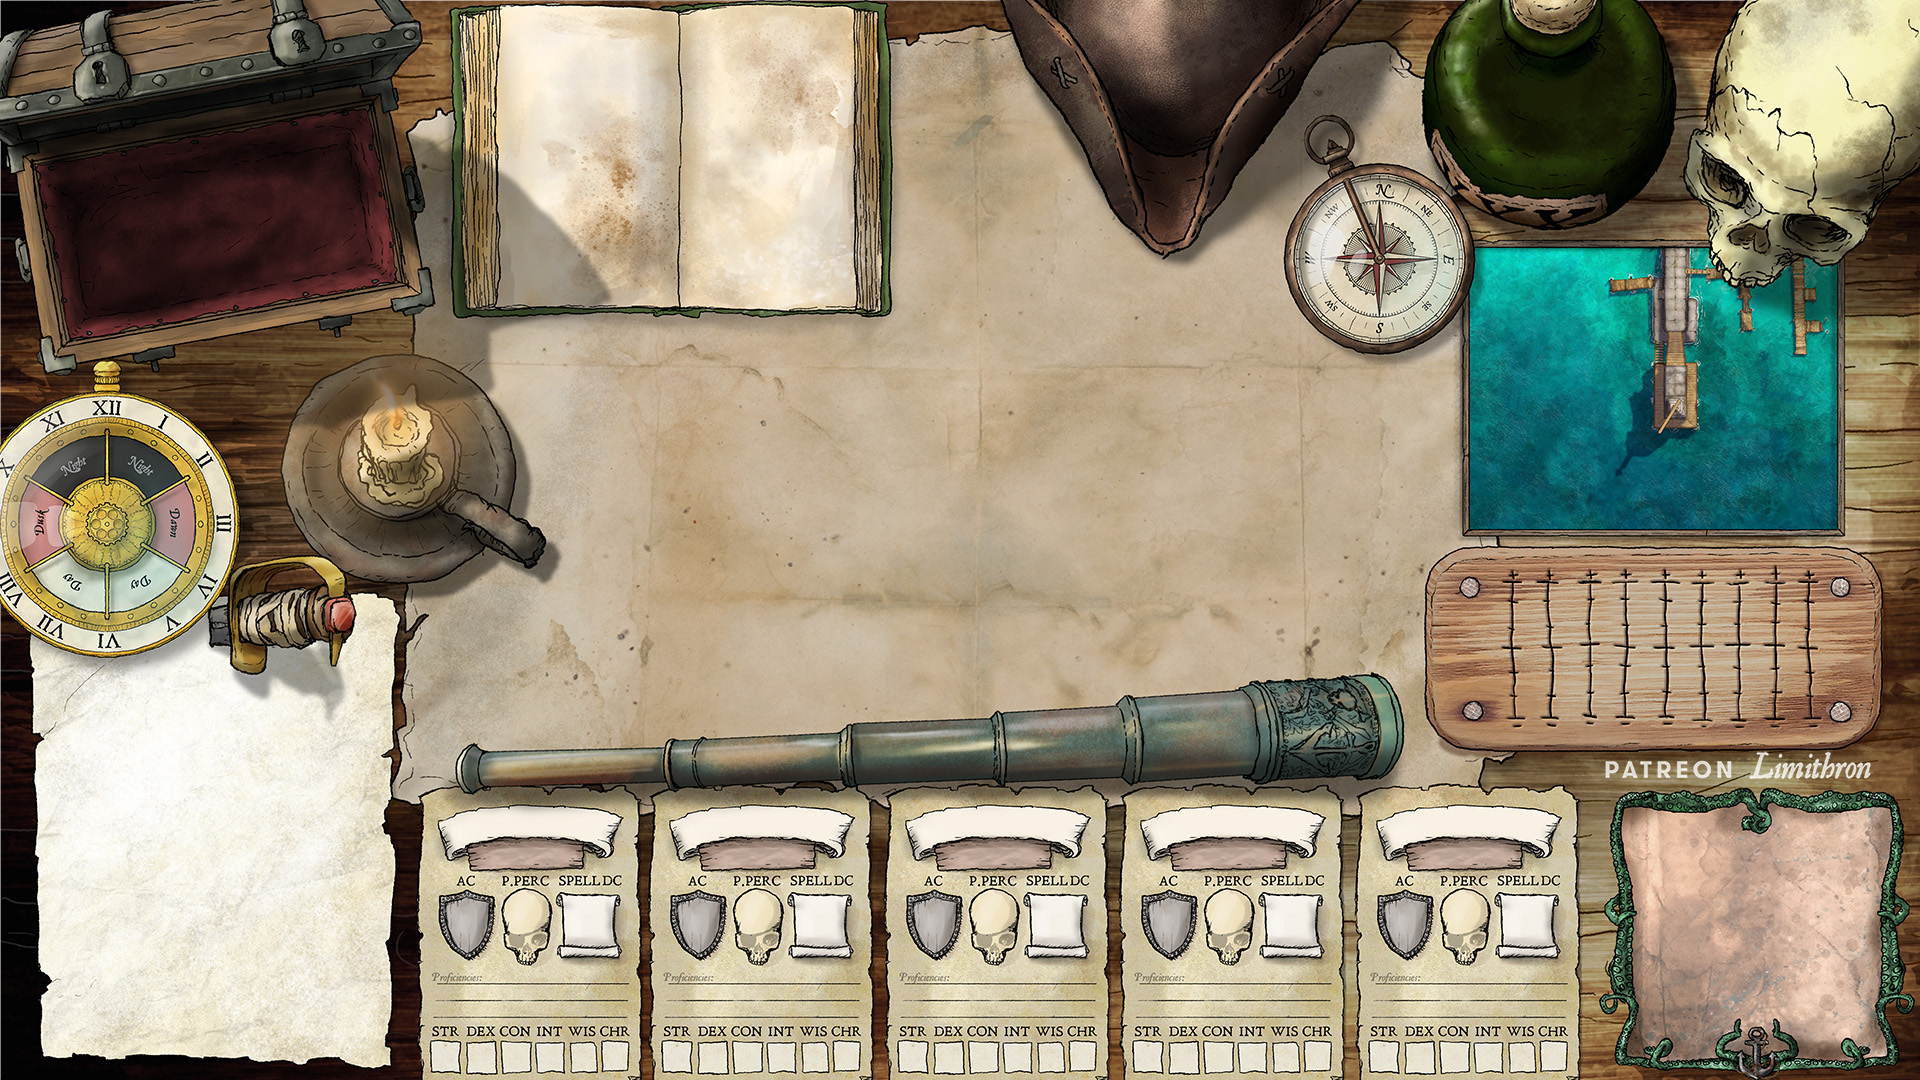 N
NW NE
W E
SW SE
S
XII
XI I
X II
III
VIII IV
VII V
VI
Night Night
Dusk Dawn
Day Day
PATREON Limithron
AC P.PERC SPELL DC
Proficiencies:
STR DEX CON INT WIS CHR
AC P.PERC SPELL DC
Proficiencies:
STR DEX CON INT WIS CHR
AC P.PERC SPELL DC
Proficiencies:
STR DEX CON INT WIS CHR
AC P.PERC SPELL DC
Proficiencies:
STR DEX CON INT WIS CHR
AC P.PERC SPELL DC
Proficiencies:
STR DEX CON INT WIS CHR